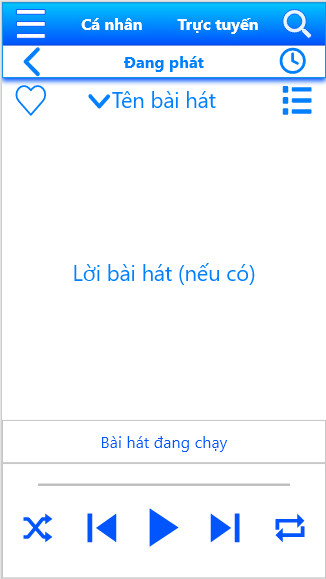 Cá nhân Trực tuyến
Đang phát
Tên bài hát
Lời bài hát (nếu có)
Bài hát đang chạy